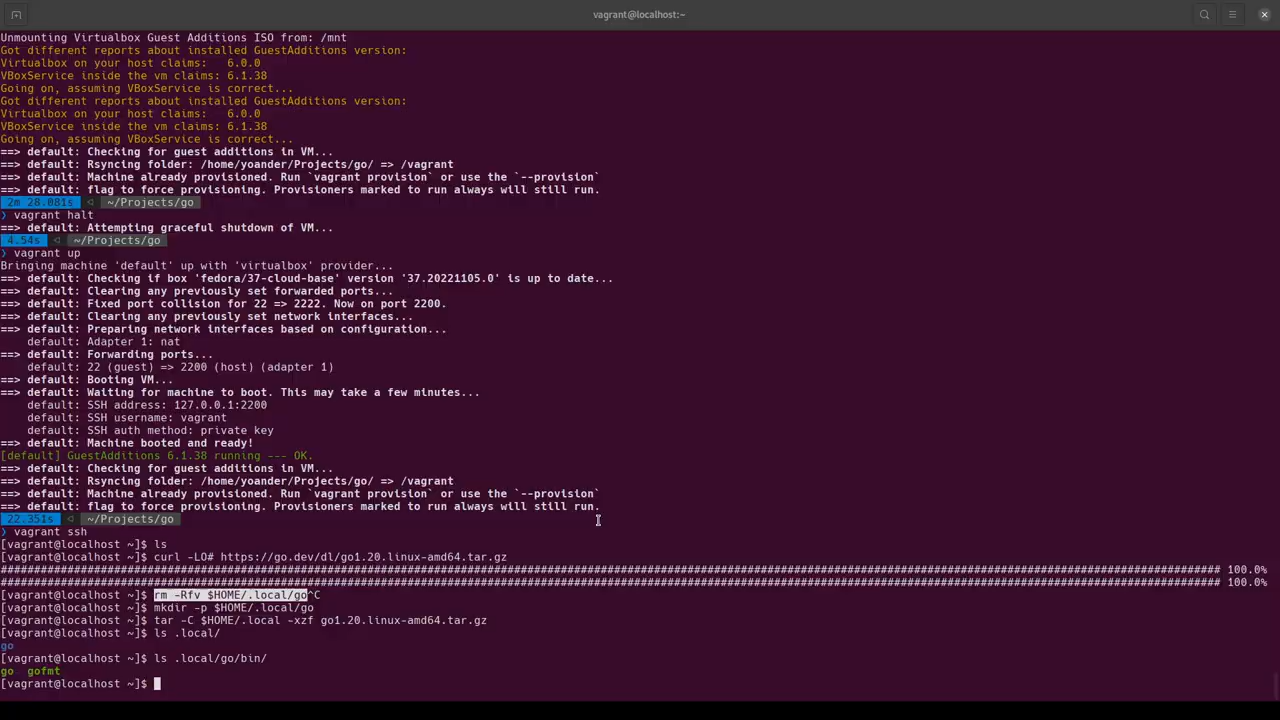 vagrant@localhost:~
Unmounting Virtualbox Guest Additions ISO from: /mnt
Got different reports about installed GuestAdditions version:
Virtualbox on your host claims:   6.0.0
VBoxService inside the vm claims: 6.1.38
Going on, assuming VBoxService is correct...
Got different reports about installed GuestAdditions version:
Virtualbox on your host claims:   6.0.0
VBoxService inside the vm claims: 6.1.38
Going on, assuming VBoxService is correct...
==> default: Checking for guest additions in VM...
==> default: Rsyncing folder: /home/yoander/Projects/go/ => /vagrant
==> default: Machine already provisioned. Run `vagrant provision` or use the `--provision`
==> default: flag to force provisioning. Provisioners marked to run always will still run.
2m 28.081s ◁ ~/Projects/go
❯ vagrant halt
==> default: Attempting graceful shutdown of VM...
4.54s ◁ ~/Projects/go
❯ vagrant up
Bringing machine 'default' up with 'virtualbox' provider...
==> default: Checking if box 'fedora/37-cloud-base' version '37.20221105.0' is up to date...
==> default: Clearing any previously set forwarded ports...
==> default: Fixed port collision for 22 => 2222. Now on port 2200.
==> default: Clearing any previously set network interfaces...
==> default: Preparing network interfaces based on configuration...
    default: Adapter 1: nat
==> default: Forwarding ports...
    default: 22 (guest) => 2200 (host) (adapter 1)
==> default: Booting VM...
==> default: Waiting for machine to boot. This may take a few minutes...
    default: SSH address: 127.0.0.1:2200
    default: SSH username: vagrant
    default: SSH auth method: private key
==> default: Machine booted and ready!
[default] GuestAdditions 6.1.38 running --- OK.
==> default: Checking for guest additions in VM...
==> default: Rsyncing folder: /home/yoander/Projects/go/ => /vagrant
==> default: Machine already provisioned. Run `vagrant provision` or use the `--provision`
==> default: flag to force provisioning. Provisioners marked to run always will still run.
22.351s ◁ ~/Projects/go
❯ vagrant ssh
[vagrant@localhost ~]$ ls
[vagrant@localhost ~]$ curl -LO# https://go.dev/dl/go1.20.linux-amd64.tar.gz
######################################################################################################################################################################################## 100.0%
######################################################################################################################################################################################## 100.0%
[vagrant@localhost ~]$ rm -Rfv $HOME/.local/go^C
[vagrant@localhost ~]$ mkdir -p $HOME/.local/go
[vagrant@localhost ~]$ tar -C $HOME/.local -xzf go1.20.linux-amd64.tar.gz
[vagrant@localhost ~]$ ls .local/
go
[vagrant@localhost ~]$ ls .local/go/bin/
go  gofmt
[vagrant@localhost ~]$